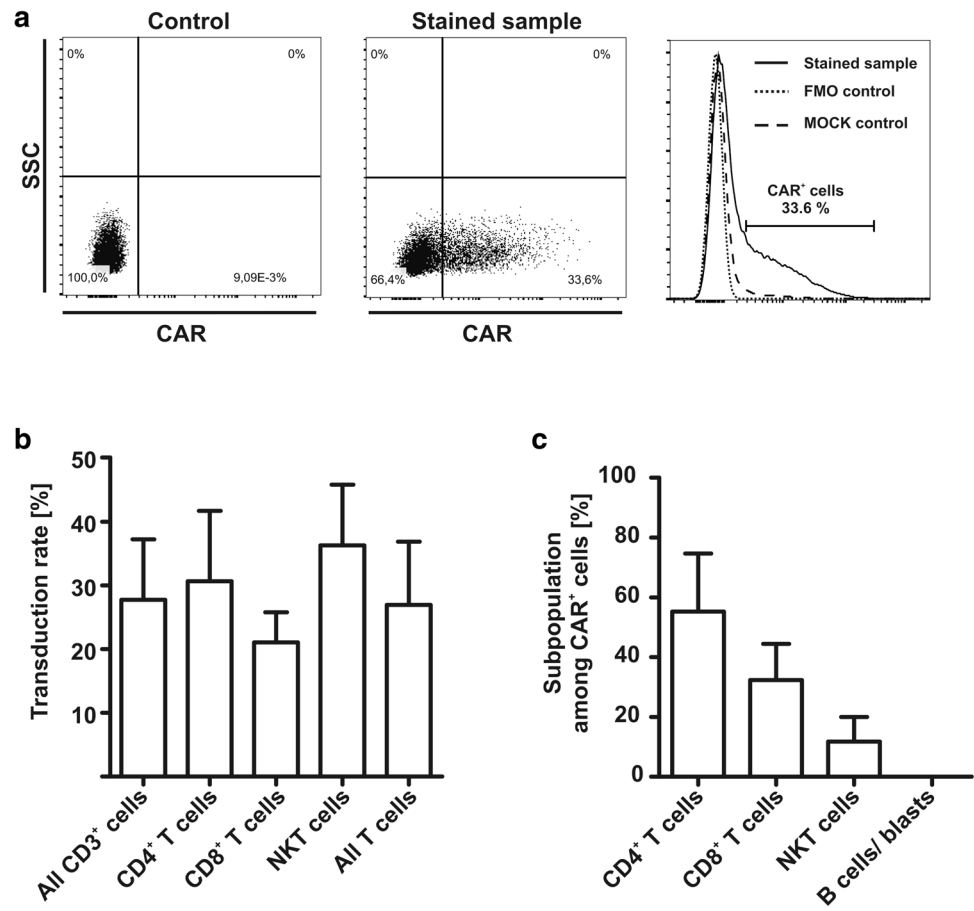 a
Control
Stained sample
SSC
0%
0%
100,0%
9,09E-3%
CAR
0%
0%
66,4%
33,6%
CAR
Stained sample
FMO control
MOCK control
CAR⁺ cells
33.6 %
b
Transduction rate [%]
50
40
30
20
10
All CD3⁺ cells
CD4⁺ T cells
CD8⁺ T cells
NKT cells
All T cells
c
Subpopulation
among CAR⁺ cells [%]
100
80
60
40
20
0
CD4⁺ T cells
CD8⁺ T cells
NKT cells
B cells/ blasts